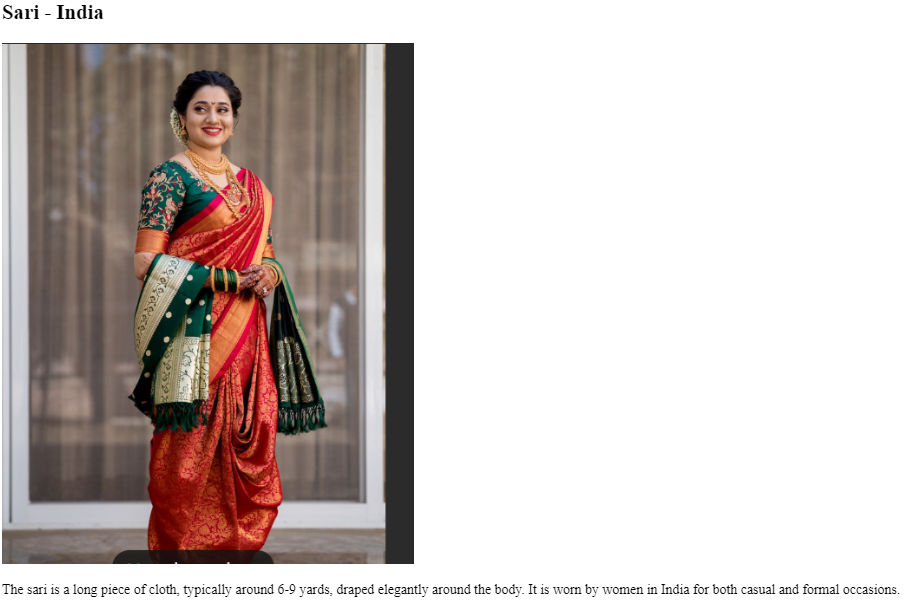 Sari - India
The sari is a long piece of cloth, typically around 6-9 yards, draped elegantly around the body. It is worn by women in India for both casual and formal occasions.